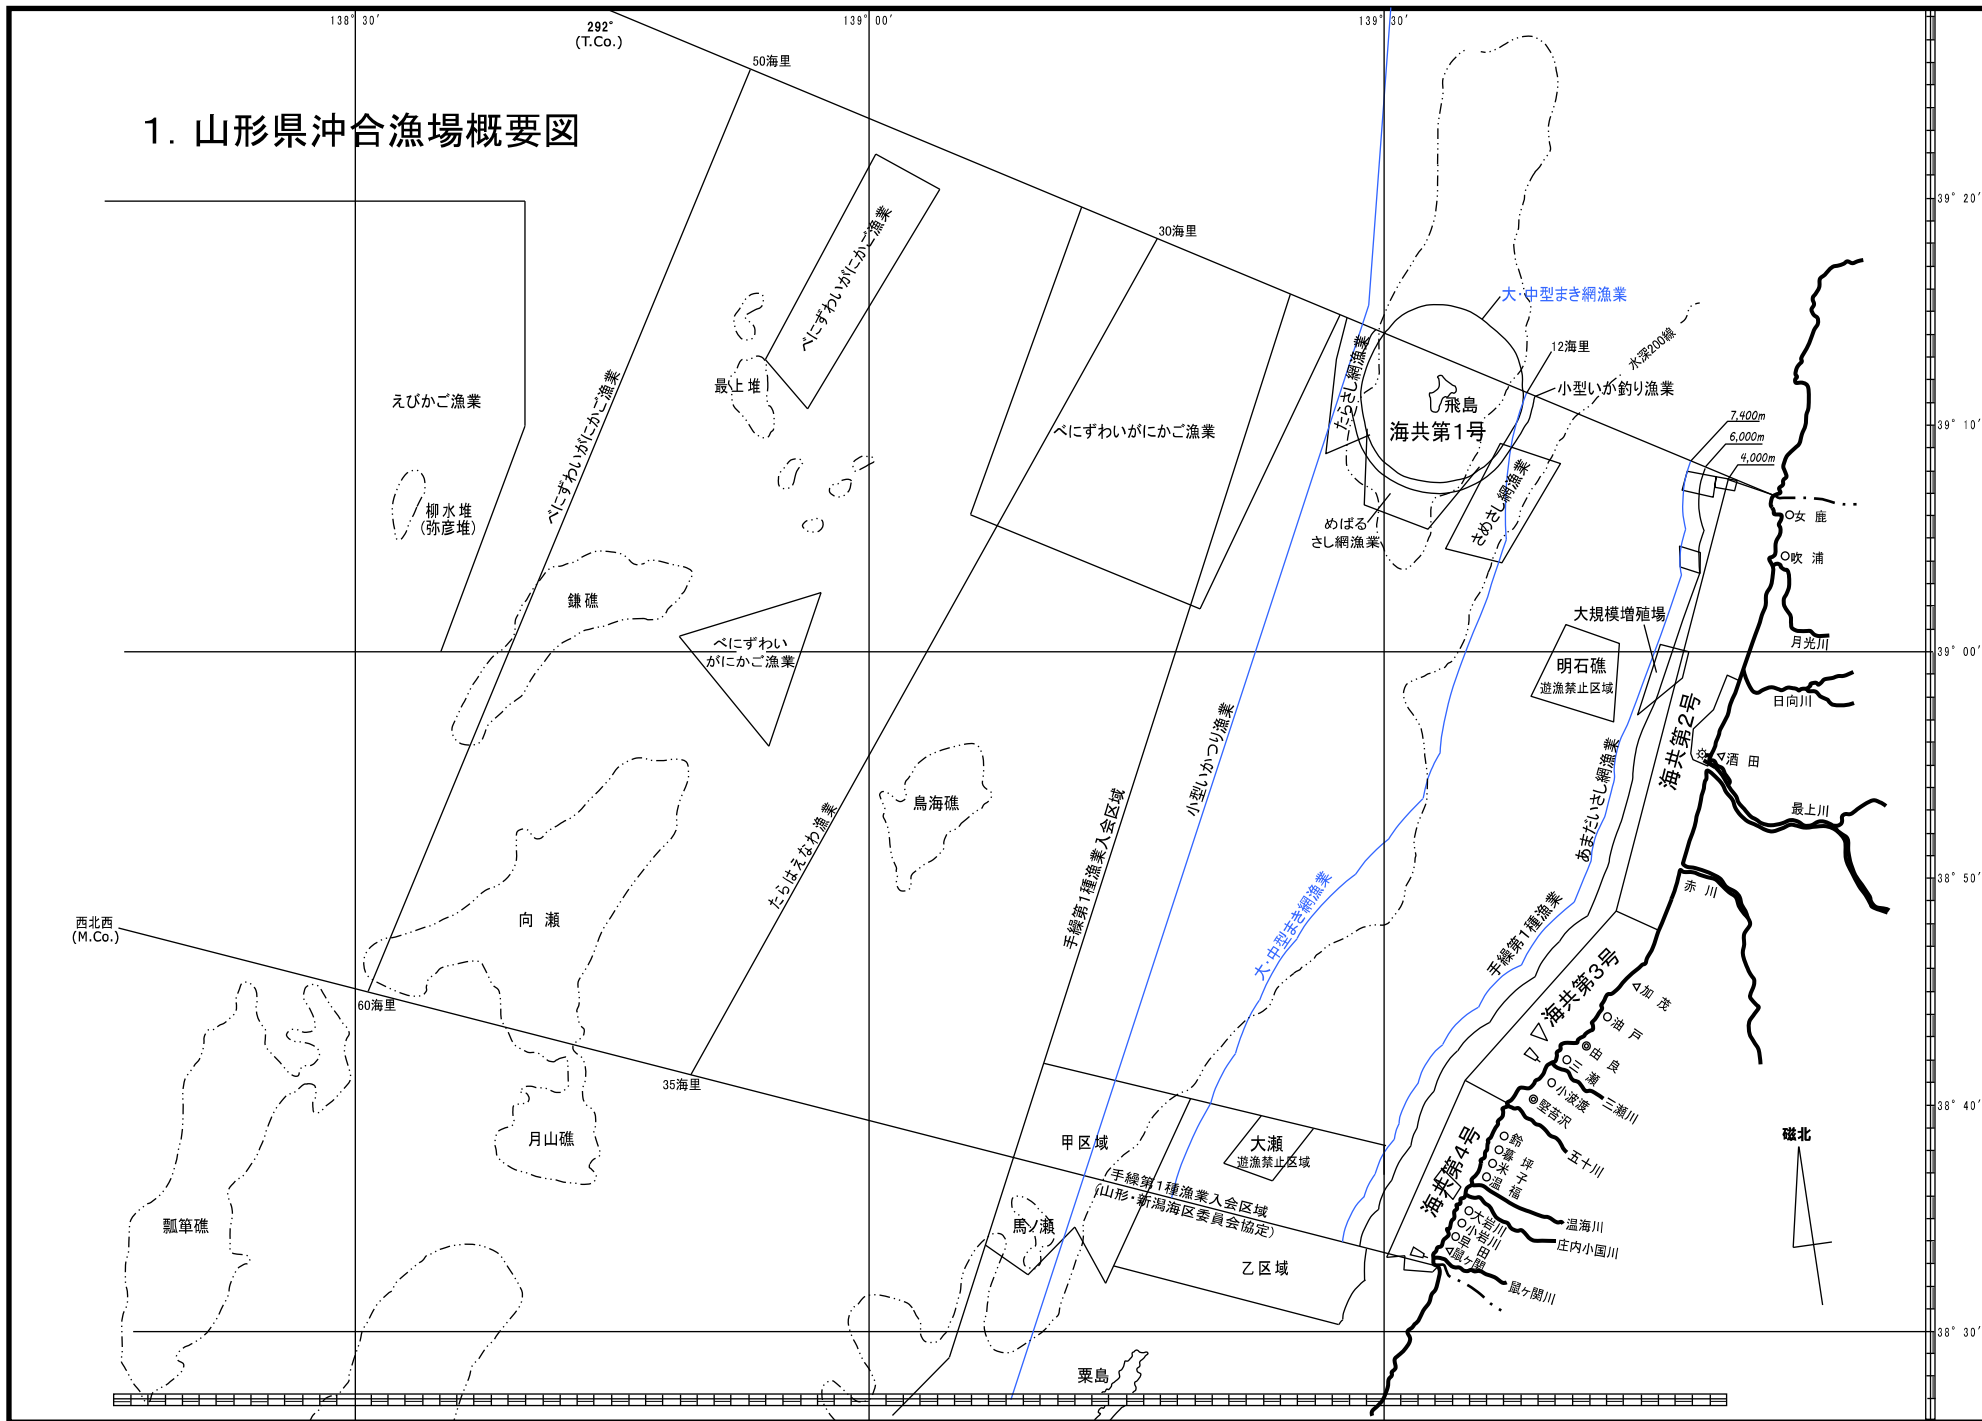 138° 30′
139° 00′
139° 30′
292°
(T.Co.)
50海里
1. 山形県沖合漁場概要図
39° 20′
べにずわいがにかご漁業
30海里
大・中型まき網漁業
水深200線
12海里
たらさし網漁業
小型いか釣り漁業
最上堆
えびかご漁業
べにずわいがにかご漁業
飛島
海共第1号
べにずわいがにかご漁業
7,400m
6,000m
4,000m
39° 10′
さめさし網漁業
柳水堆
(弥彦堆)
めばる
さし網漁業
女鹿
吹浦
鎌礁
大規模増殖場
べにずわい
がにかご漁業
月光川
39° 00′
明石礁
遊漁禁止区域
日向川
海共第2号
小型いかつり漁業
あまだいさし網漁業
酒田
鳥海礁
最上川
たらはえなわ漁業
手繰第1種漁業入会区域
大・中型まき網漁業
38° 50′
赤川
手繰第1種漁業
向瀬
西北西
(M.Co.)
60海里
海共第3号
加茂
油戸
由良
三瀬
35海里
小波渡
三瀬川
堅苔沢
38° 40′
月山礁
甲区域
大瀬
遊漁禁止区域
磁北
鈴
暮坪
米子
温福
五十川
海共第4号
(手繰第1種漁業入会区域
(山形・新潟海区委員会協定)
瓢箪礁
馬ノ瀬
大岩川
小岩川
早田
鼠ヶ関
温海川
庄内小国川
乙区域
鼠ヶ関川
38° 30′
粟島